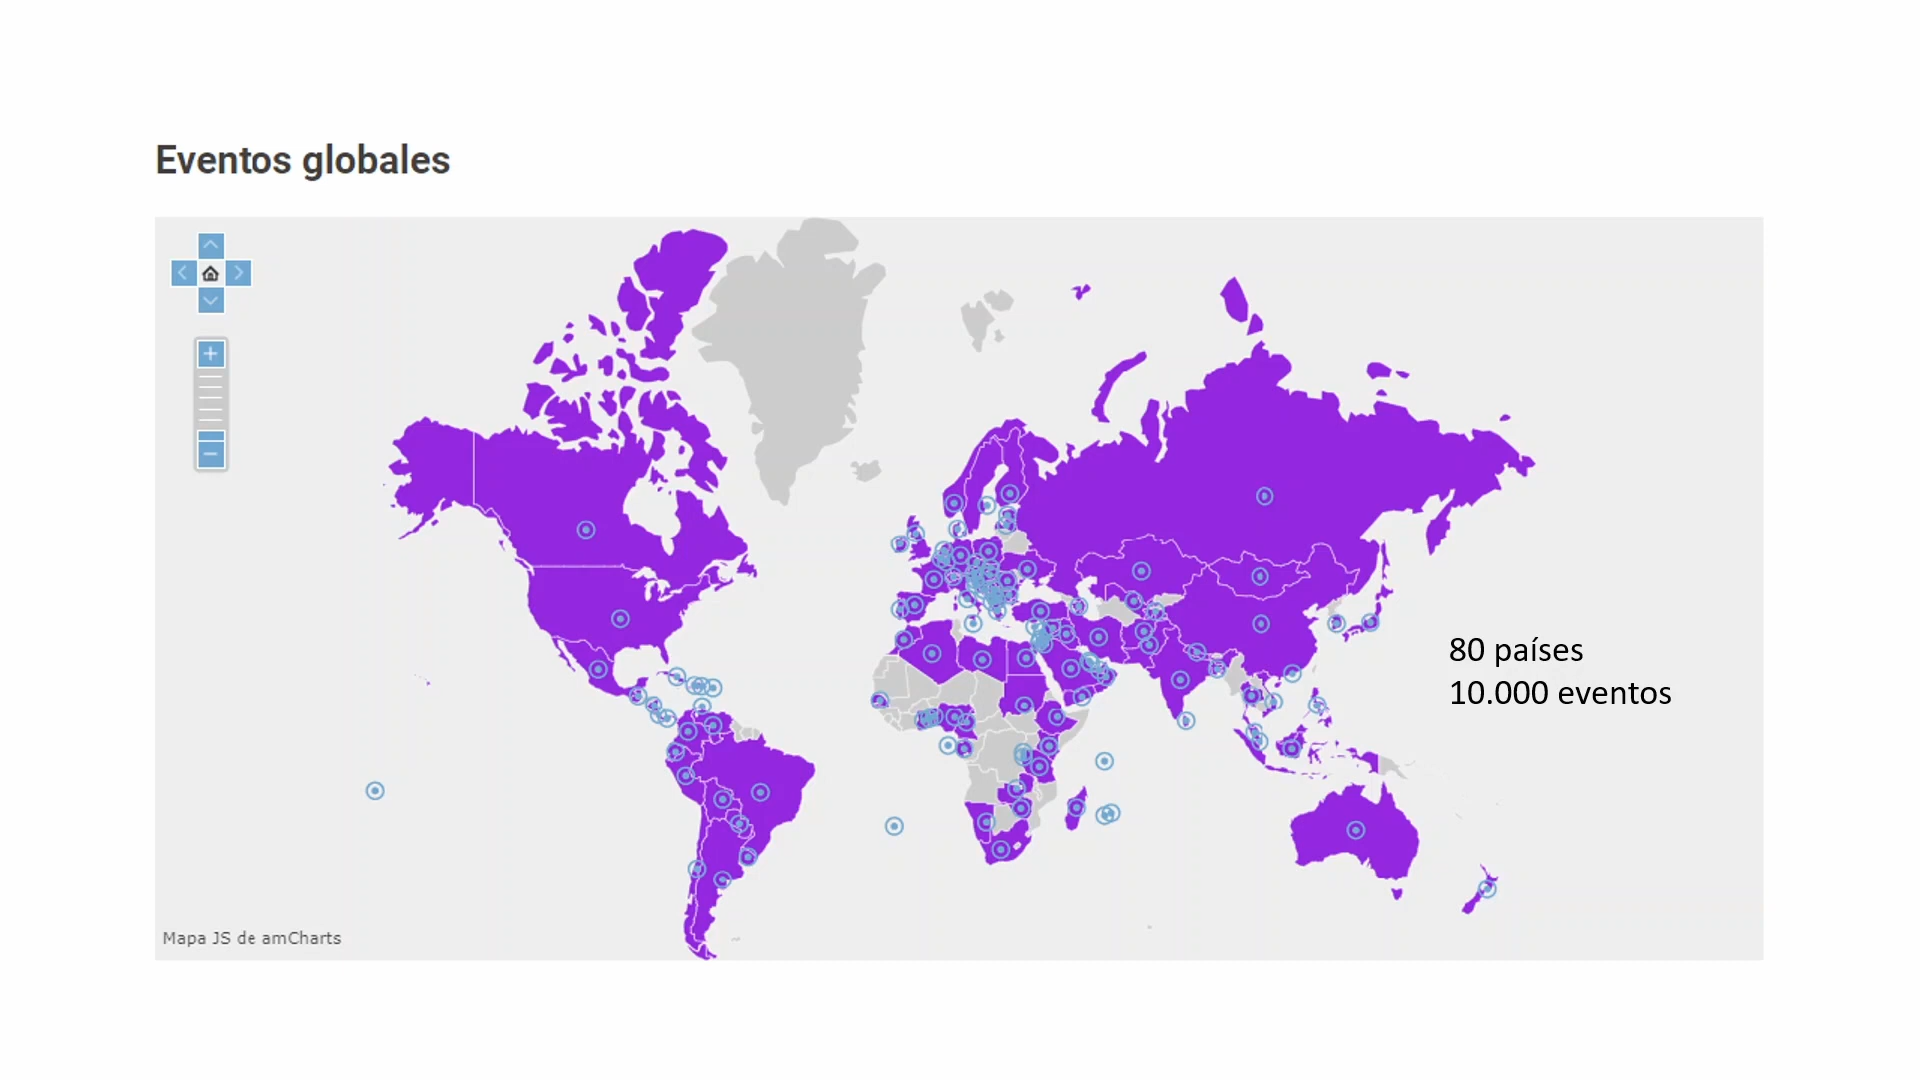 Eventos globales
80 países
10.000 eventos
Mapa JS de amCharts